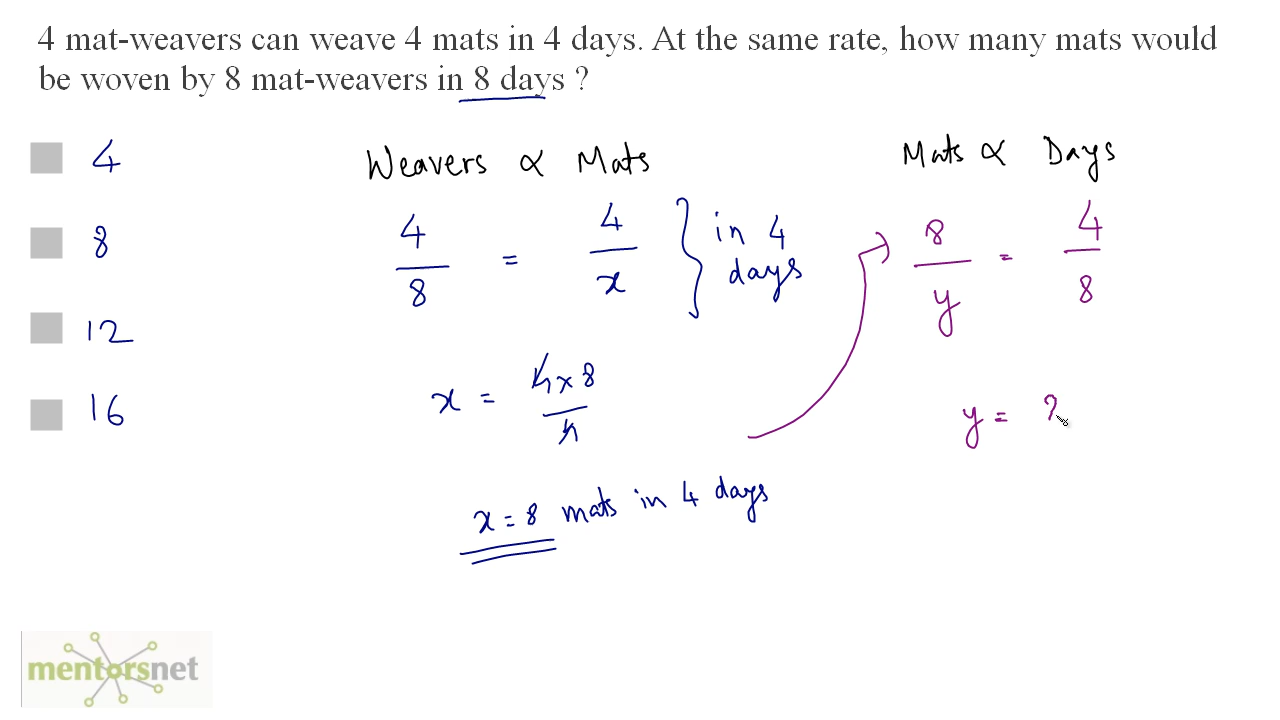 4 mat-weavers can weave 4 mats in 4 days. At the same rate, how many mats would
be woven by 8 mat-weavers in 8 days ?
4
8
12
16
Weavers ∝ Mats
4/8 = 4/x } in 4 days
x = 4x8/4
x = 8 mats in 4 days
Mats ∝ Days
8/y = 4/8
y = ?
mentorsnet